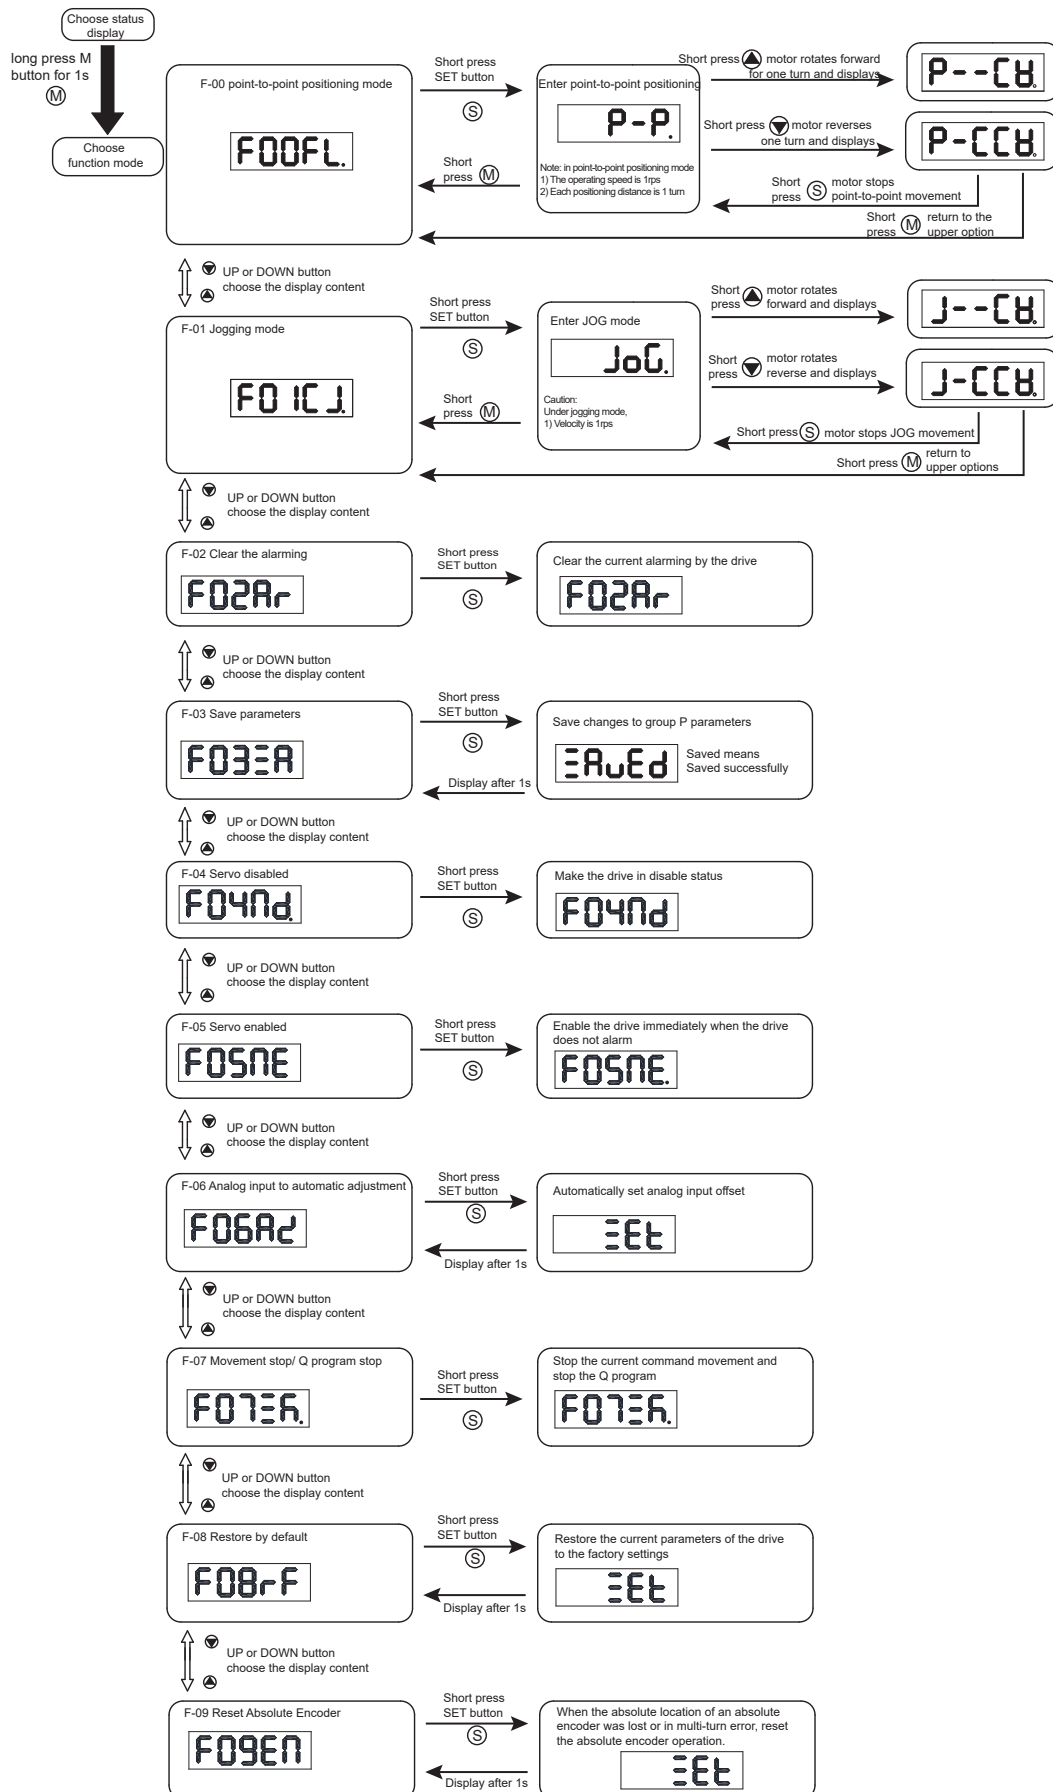 Choose status
display
long press M
button for 1s
M
Choose
function mode
F-00 point-to-point positioning mode
F00FL.
Short press
SET button
S
Short
press M
Enter point-to-point positioning
P-P.
Note: in point-to-point positioning mode
1) The operating speed is 1rps
2) Each positioning distance is 1 turn
Short press motor rotates forward
for one turn and displays
P--CW.
Short press motor reverses
one turn and displays
P-CCW.
Short press S motor stops
point-to-point movement
Short press M return to the
upper option
UP or DOWN button
choose the display content
F-01 Jogging mode
F01CJ.
Short press
SET button
S
Short
press M
Enter JOG mode
JoG.
Caution:
Under jogging mode,
1) Velocity is 1rps
Short press motor rotates
forward and displays
J--CW.
Short press motor rotates
reverse and displays
J-CCW.
Short press S motor stops JOG movement
Short press M return to
upper options
UP or DOWN button
choose the display content
F-02 Clear the alarming
F02Ar
Short press
SET button
S
Clear the current alarming by the drive
F02Ar
UP or DOWN button
choose the display content
F-03 Save parameters
F03SA
Short press
SET button
S
Display after 1s
Save changes to group P parameters
SAvEd
Saved means
Saved successfully
UP or DOWN button
choose the display content
F-04 Servo disabled
F04Md.
Short press
SET button
S
Make the drive in disable status
F04Md
UP or DOWN button
choose the display content
F-05 Servo enabled
F05ME
Short press
SET button
S
Enable the drive immediately when the drive
does not alarm
F05ME.
UP or DOWN button
choose the display content
F-06 Analog input to automatic adjustment
F06Ad
Short press
SET button
S
Display after 1s
Automatically set analog input offset
SEt
UP or DOWN button
choose the display content
F-07 Movement stop/ Q program stop
F07SK.
Short press
SET button
S
Stop the current command movement and
stop the Q program
F07SK.
UP or DOWN button
choose the display content
F-08 Restore by default
F08rF
Short press
SET button
S
Display after 1s
Restore the current parameters of the drive
to the factory settings
SEt
UP or DOWN button
choose the display content
F-09 Reset Absolute Encoder
F09EM
Short press
SET button
S
Display after 1s
When the absolute location of an absolute
encoder was lost or in multi-turn error, reset
the absolute encoder operation.
SEt